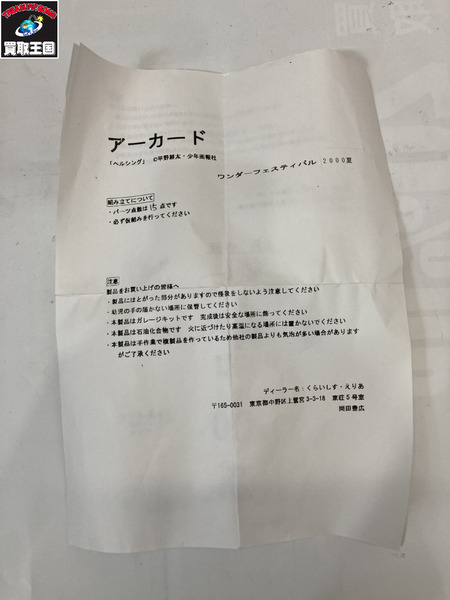 TREASURE KINGDOM
買取王国
アーカード
「ヘルシング」 ©平野耕太・少年画報社
ワンダーフェスティバル 2000夏
組み立てについて
・パーツ点数は15点です
・必ず仮組みを行ってください
注意
製品をお買い上げの皆様へ
・製品にはとがった部分がありますので怪我をしないよう注意してください
・幼児の手の届かない場所に保管してください
・本製品はガレージキットです 完成後は安全な場所に飾ってください
・本製品は石油化合物です 火に近づけたり高温になる場所には置かないでください
・本製品は手作業で複製品を作っているため他社の製品よりも気泡が多い場合があります
がご了承ください
ディーラー名:くらいしす・えりあ
〒165-0031 東京都中野区上鷺宮3-3-18 東荘5号室
岡田豊広